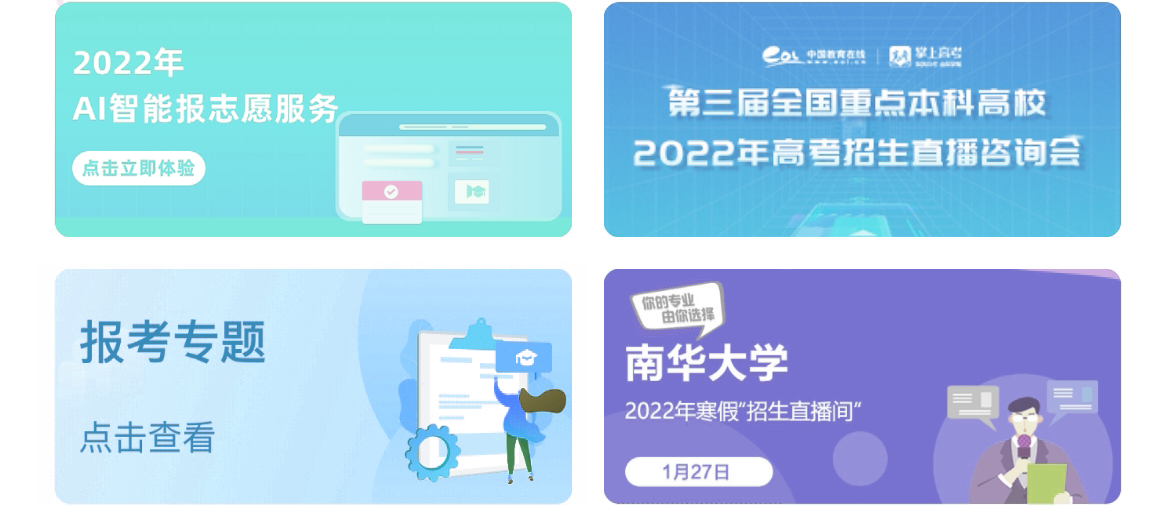 2022年
AI智能报志愿服务
点击立即体验
eol 中国教育在线 掌上高考
www.eol.cn
第三届全国重点本科高校
2022年高考招生直播咨询会
报考专题
点击查看
你的专业
由你选择
南华大学
2022年寒假“招生直播间”
1月27日